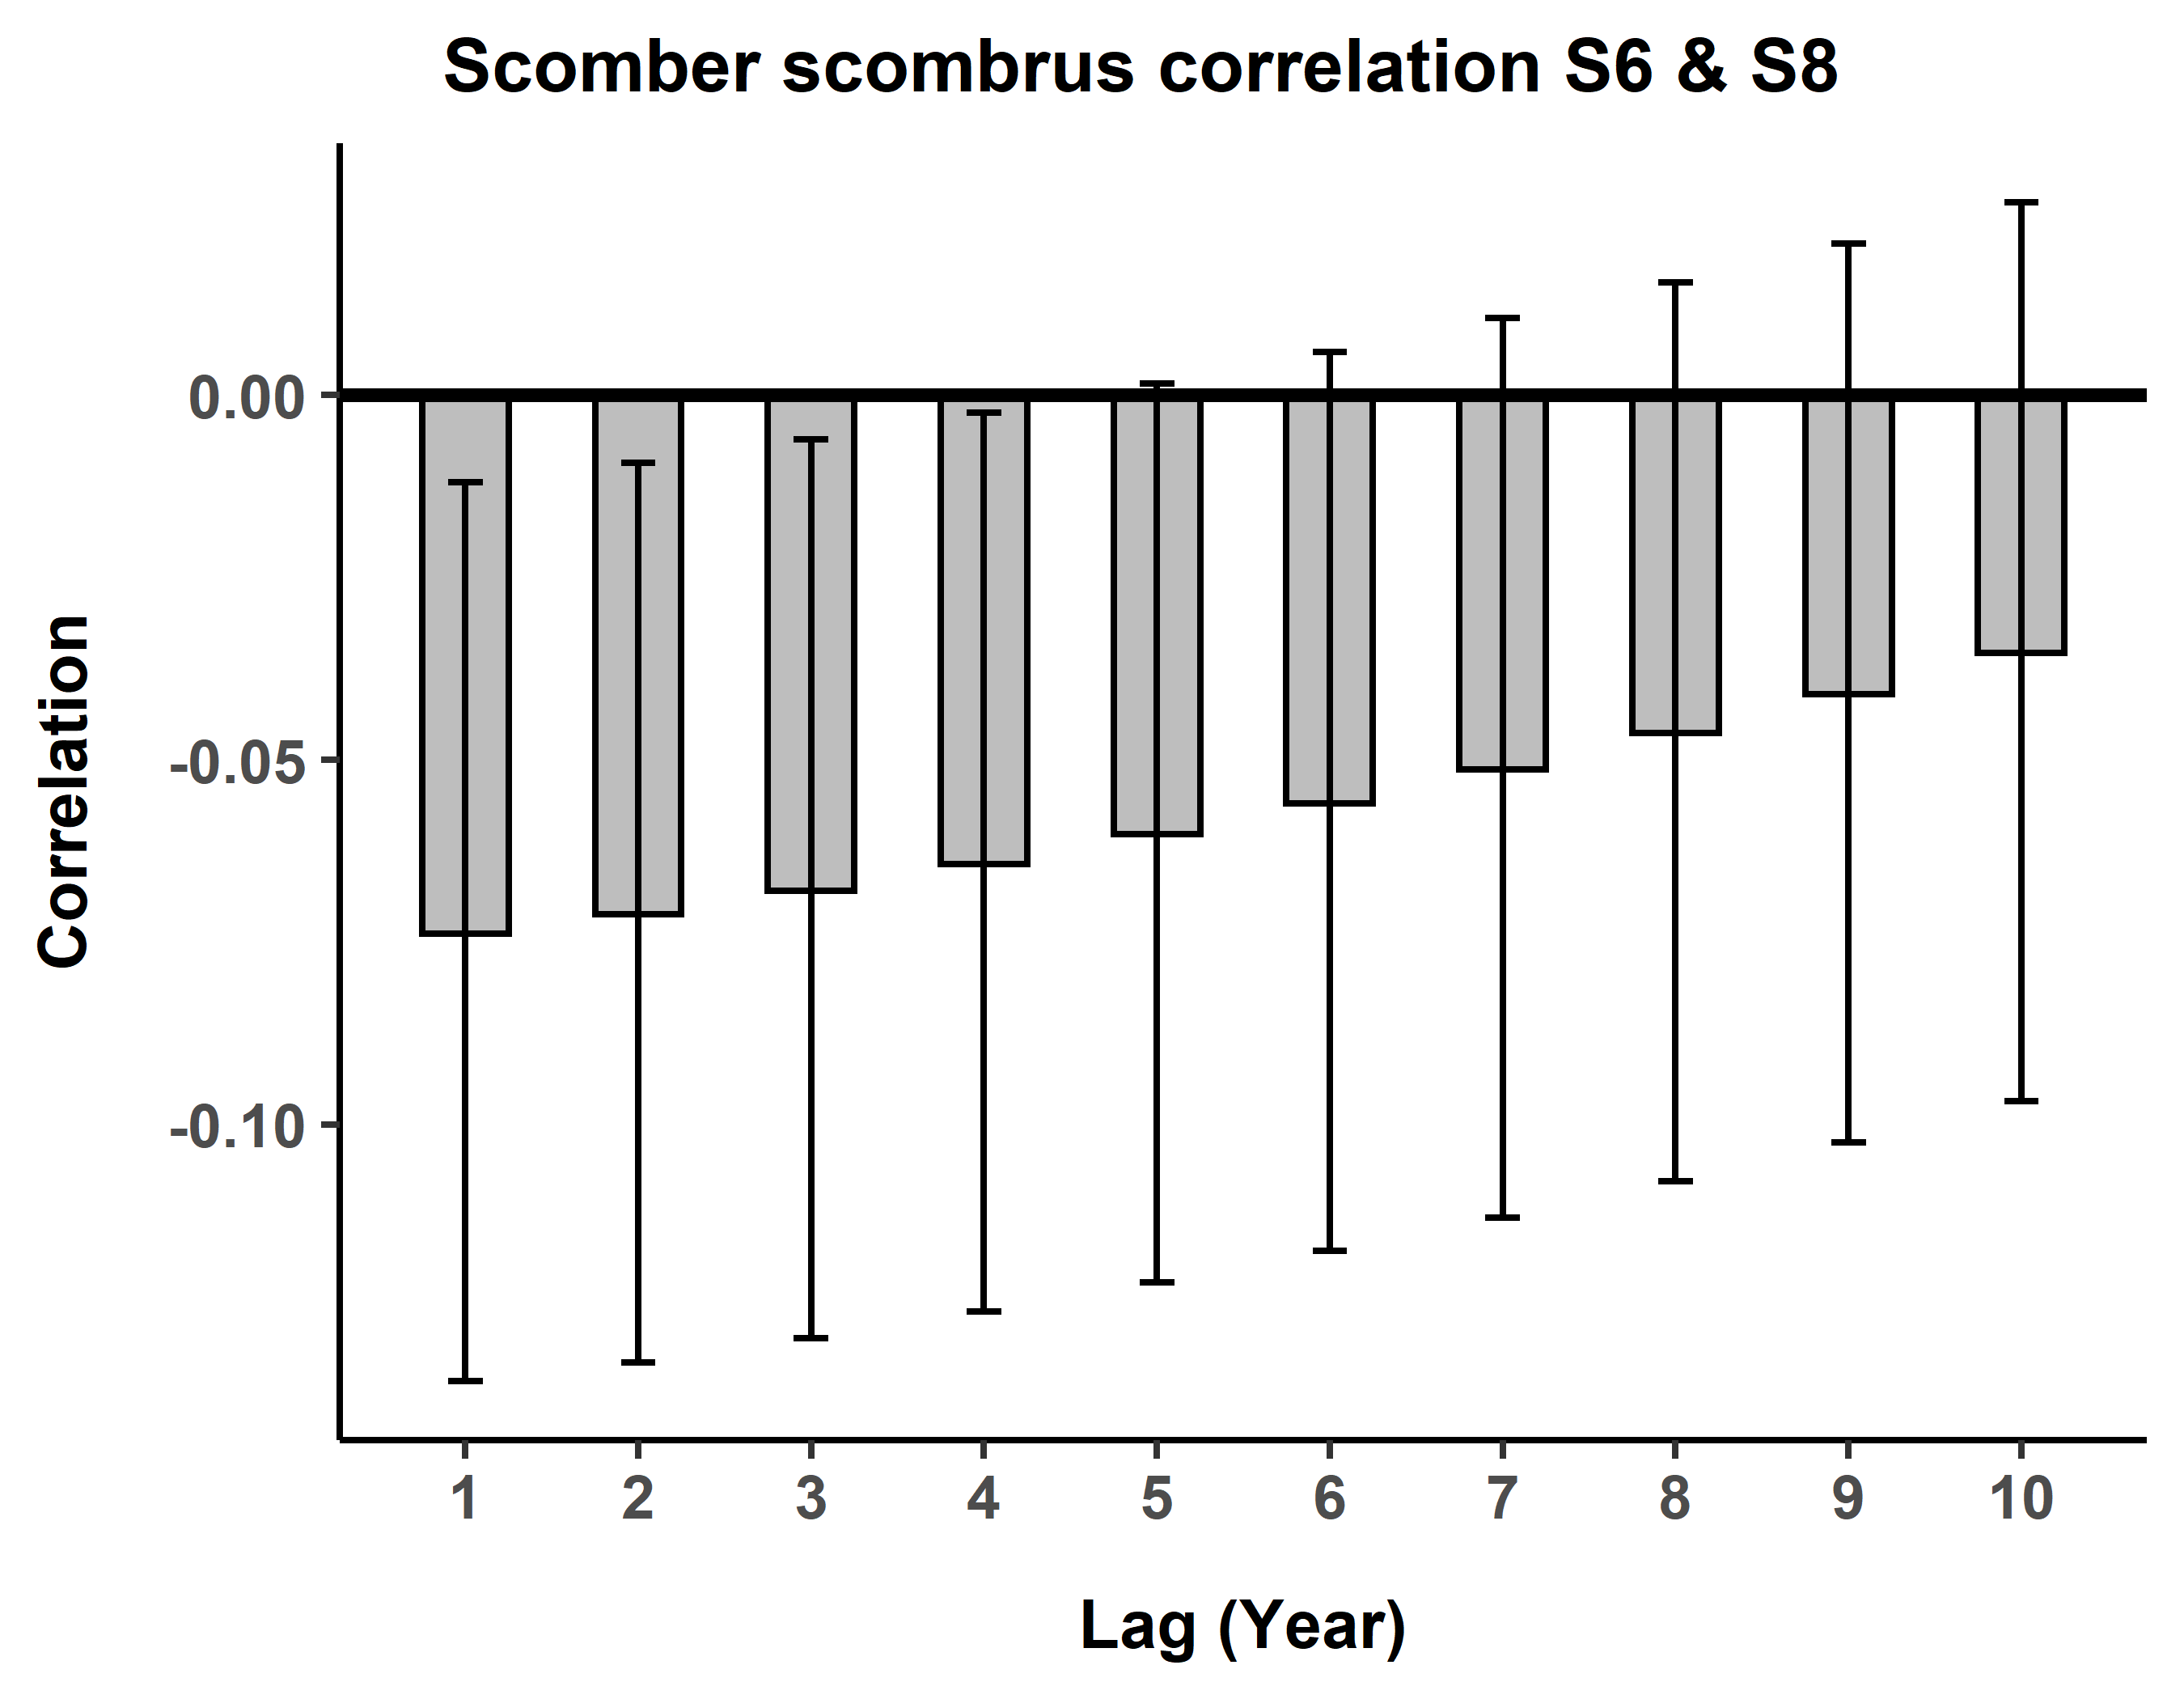 Scomber scombrus correlation S6 & S8
0.00
-0.05
-0.10
Correlation
1 2 3 4 5 6 7 8 9 10
Lag (Year)